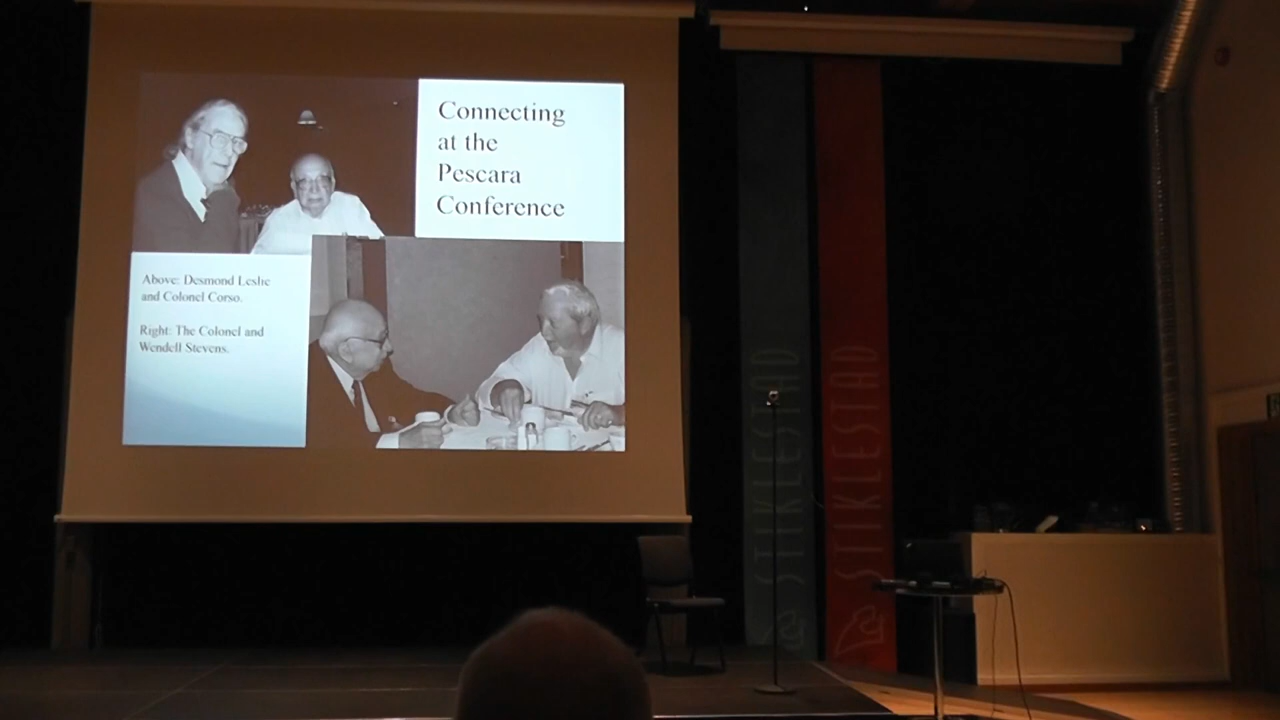 Connecting
at the
Pescara
Conference
Above: Desmond Leslie
and Colonel Corso.
Right: The Colonel and
Wendell Stevens.
STIKLESTAD
STIKLESTAD